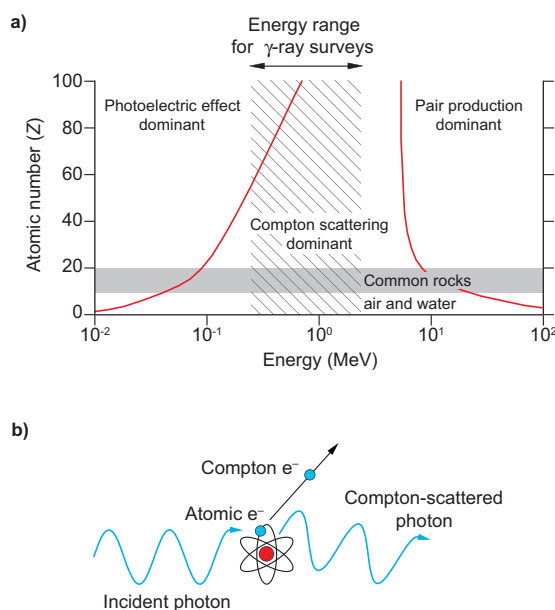 a)
Energy range
for γ-ray surveys
100
80
60
40
20
0
Atomic number (Z)
Photoelectric effect
dominant
Pair production
dominant
Compton scattering
dominant
Common rocks
air and water
10-2
10-1
100
101
102
Energy (MeV)
b)
Compton e–
Atomic e–
Compton-scattered
photon
Incident photon